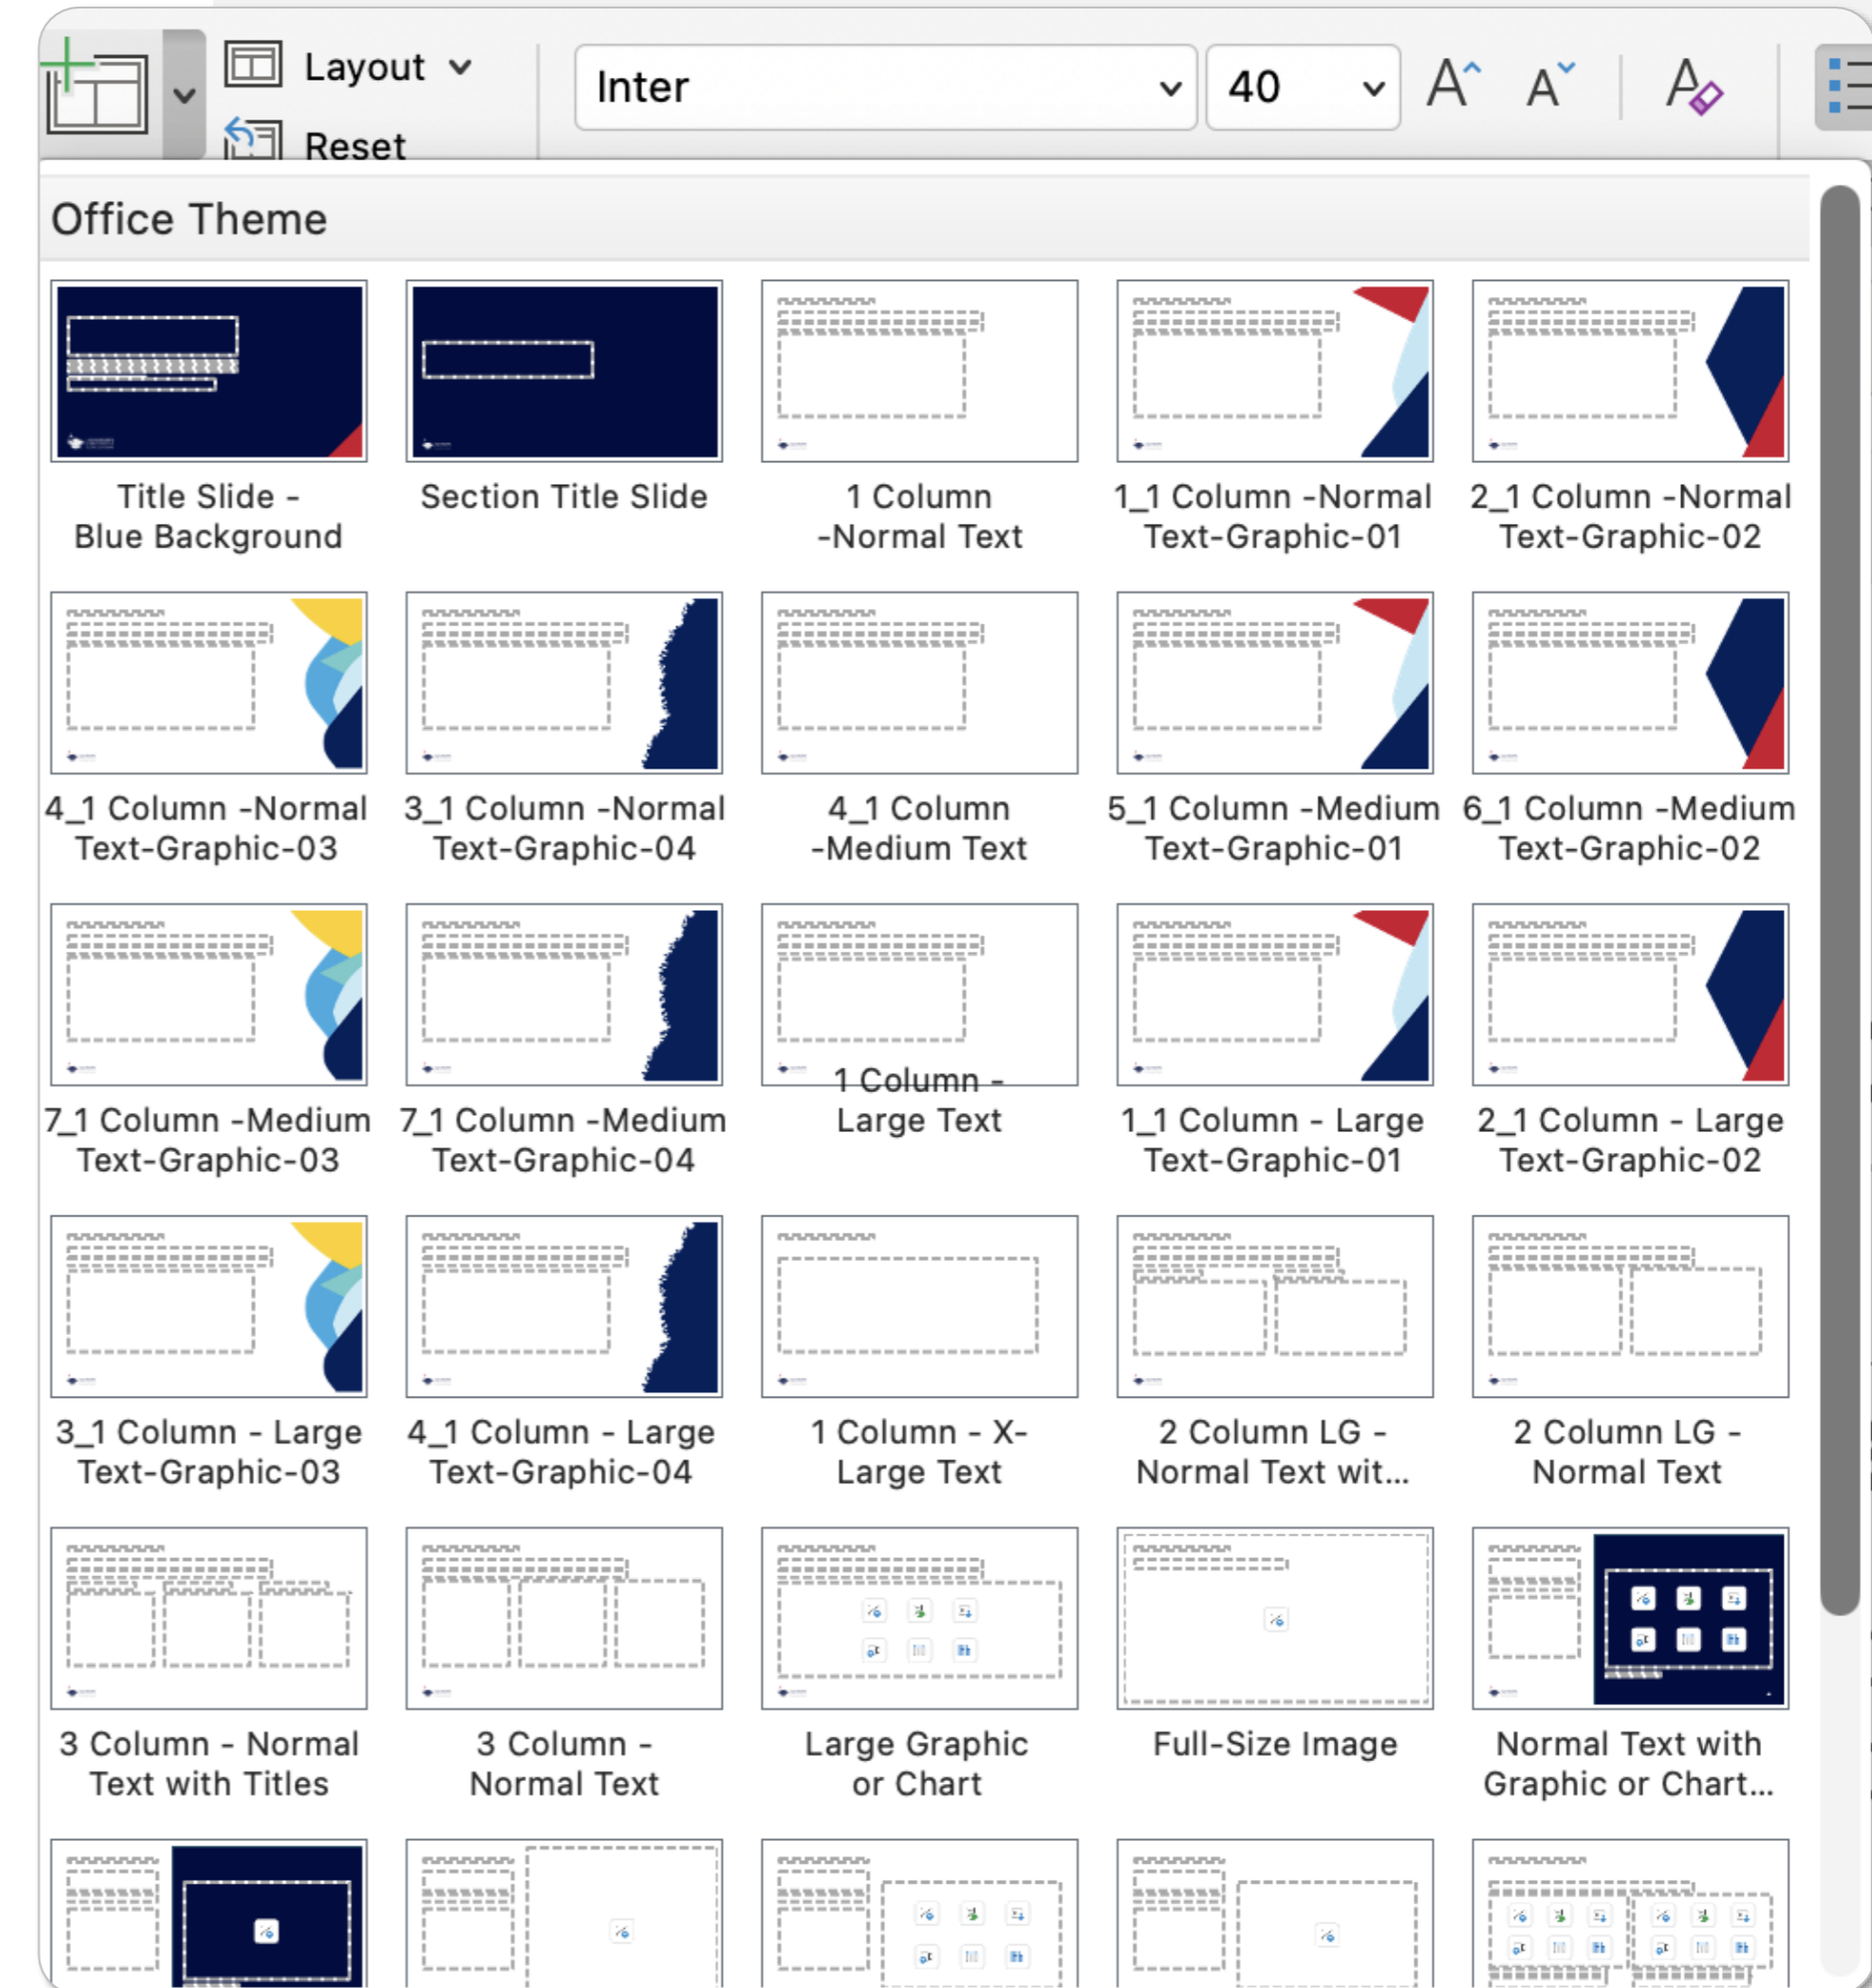 Layout
Inter
40
Reset
Office Theme
Title Slide -
Blue Background
Section Title Slide
1 Column
-Normal Text
1_1 Column -Normal
Text-Graphic-01
2_1 Column -Normal
Text-Graphic-02
4_1 Column -Normal
Text-Graphic-03
3_1 Column -Normal
Text-Graphic-04
4_1 Column
-Medium Text
5_1 Column -Medium
Text-Graphic-01
6_1 Column -Medium
Text-Graphic-02
7_1 Column -Medium
Text-Graphic-03
7_1 Column -Medium
Text-Graphic-04
1 Column -
Large Text
1_1 Column - Large
Text-Graphic-01
2_1 Column - Large
Text-Graphic-02
3_1 Column - Large
Text-Graphic-03
4_1 Column - Large
Text-Graphic-04
1 Column - X-
Large Text
2 Column LG -
Normal Text wit...
2 Column LG -
Normal Text
3 Column - Normal
Text with Titles
3 Column -
Normal Text
Large Graphic
or Chart
Full-Size Image
Normal Text with
Graphic or Chart...